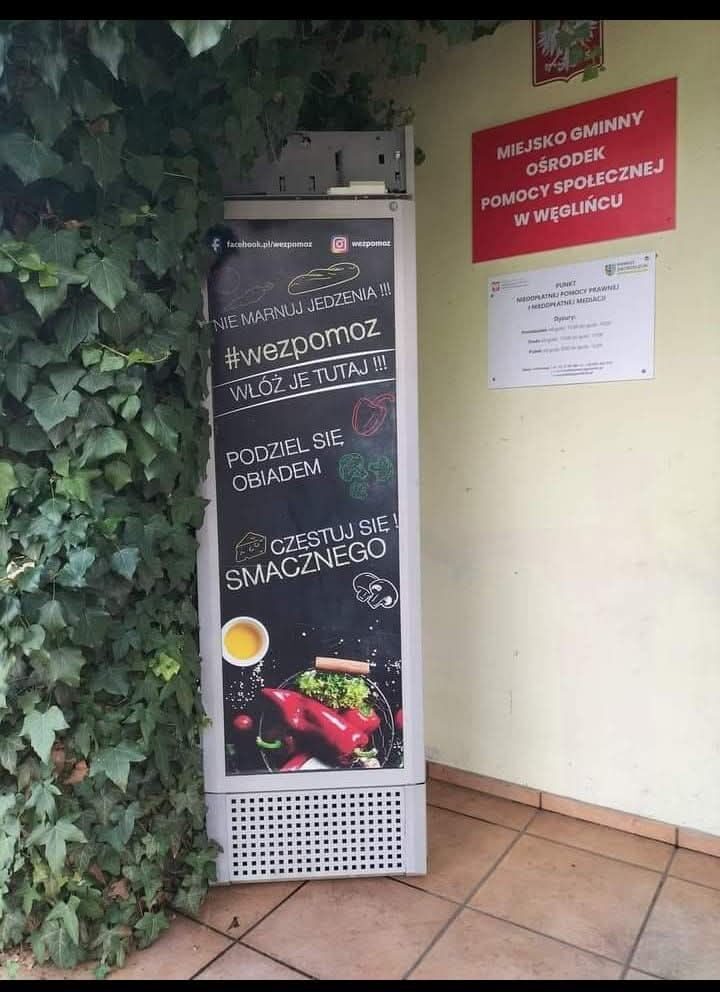 facebook.pl/wezpomoz
wezpomoz
NIE MARNUJ JEDZENIA !!!
#wezpomoz
WŁÓŻ JE TUTAJ !!!
PODZIEL SIĘ
OBIADEM
CZĘSTUJ SIĘ !
SMACZNEGO
MIEJSKO GMINNY
OŚRODEK
POMOCY SPOŁECZNEJ
W WĘGLIŃCU
PUNKT
NIEODPŁATNEJ POMOCY PRAWNEJ
I NIEODPŁATNEJ MEDIACJI
Dyżury: